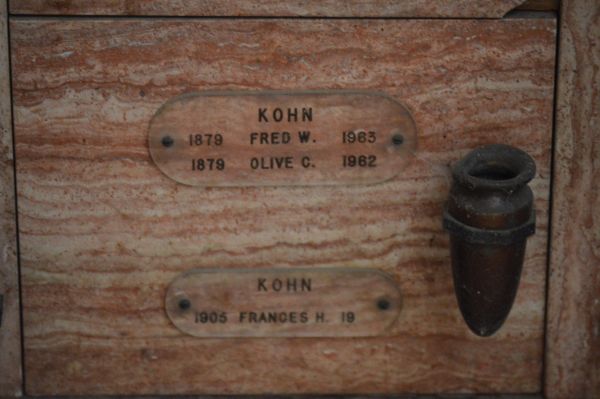 KOHN
1879 FRED W. 1963
1879 OLIVE C. 1962
KOHN
1905 FRANCES H. 19